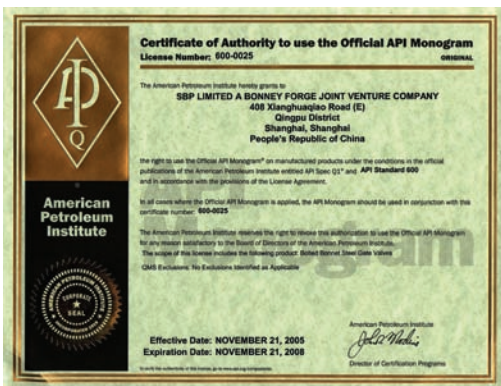 Certificate of Authority to use the Official API Monogram
License Number: 600-0025
ORIGINAL
The American Petroleum Institute hereby grants to
SBP LIMITED A BONNEY FORGE JOINT VENTURE COMPANY
408 Xianghuaqiao Road (E)
Qingpu District
Shanghai, Shanghai
People's Republic of China
the right to use the Official API Monogram® on manufactured products under the conditions in the official
publications of the American Petroleum Institute entitled API Spec Q1® and API Standard 600
and in accordance with the provisions of the License Agreement.
In all cases where the Official API Monogram is applied, the API Monogram should be used in conjunction with this
certificate number: 600-0025
The American Petroleum Institute reserves the right to revoke this authorization to use the Official API Monogram
for any reason satisfactory to the Board of Directors of the American Petroleum Institute.
The scope of this license includes the following product: Bolted Bonnet Steel Gate Valves
QMS Exclusions: No Exclusions Identified as Applicable
API
Q
American
Petroleum
Institute
AMERICAN PETROLEUM INSTITUTE
CORPORATE
SEAL
Effective Date: NOVEMBER 21, 2005
Expiration Date: NOVEMBER 21, 2008
American Petroleum Institute
Director of Certification Programs